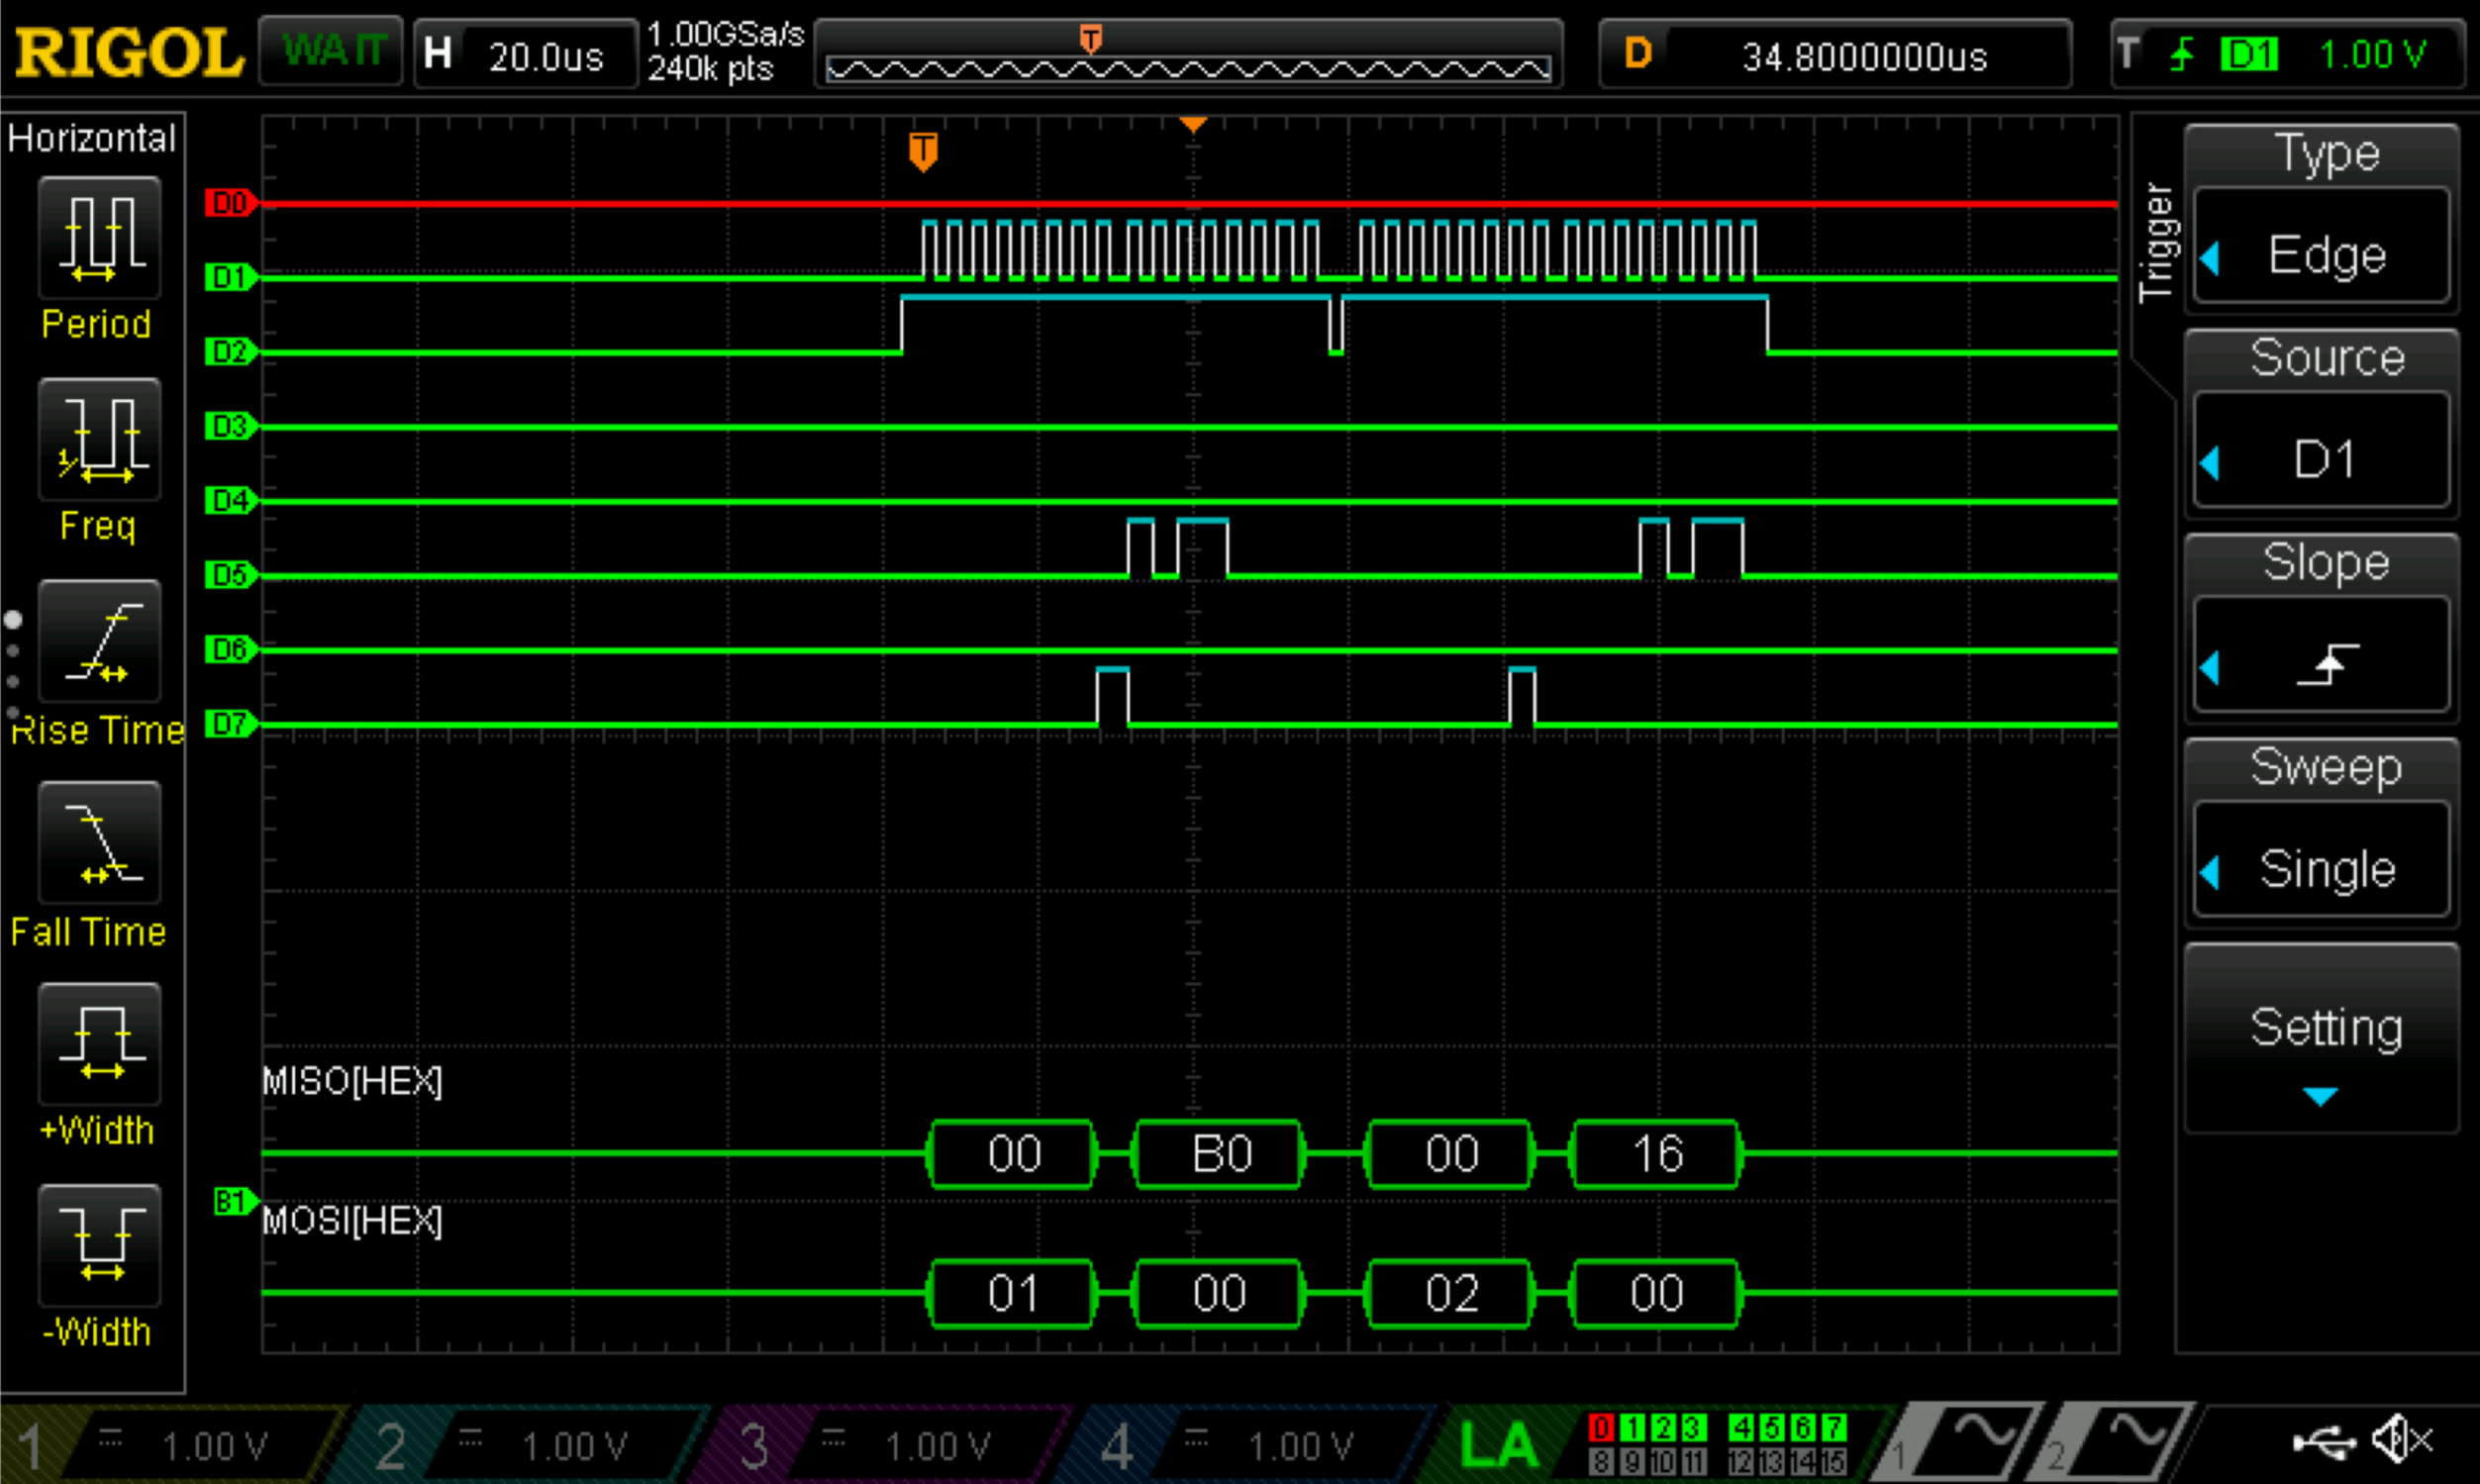 RIGOL WAIT H 20.0us 1.00GSa/s 240k pts T D 34.8000000us T D1 1.00 V
Horizontal
Period
Freq
Rise Time
Fall Time
+Width
-Width
T
D0
D1
D2
D3
D4
D5
D6
D7
MISO[HEX]
00 B0 00 16
B1
MOSI[HEX]
01 00 02 00
Trigger
Type
Edge
Source
D1
Slope
Sweep
Single
Setting
1 1.00 V 2 1.00 V 3 1.00 V 4 1.00 V LA 0 1 2 3 4 5 6 7 1 2
8 9 10 11 12 13 14 15